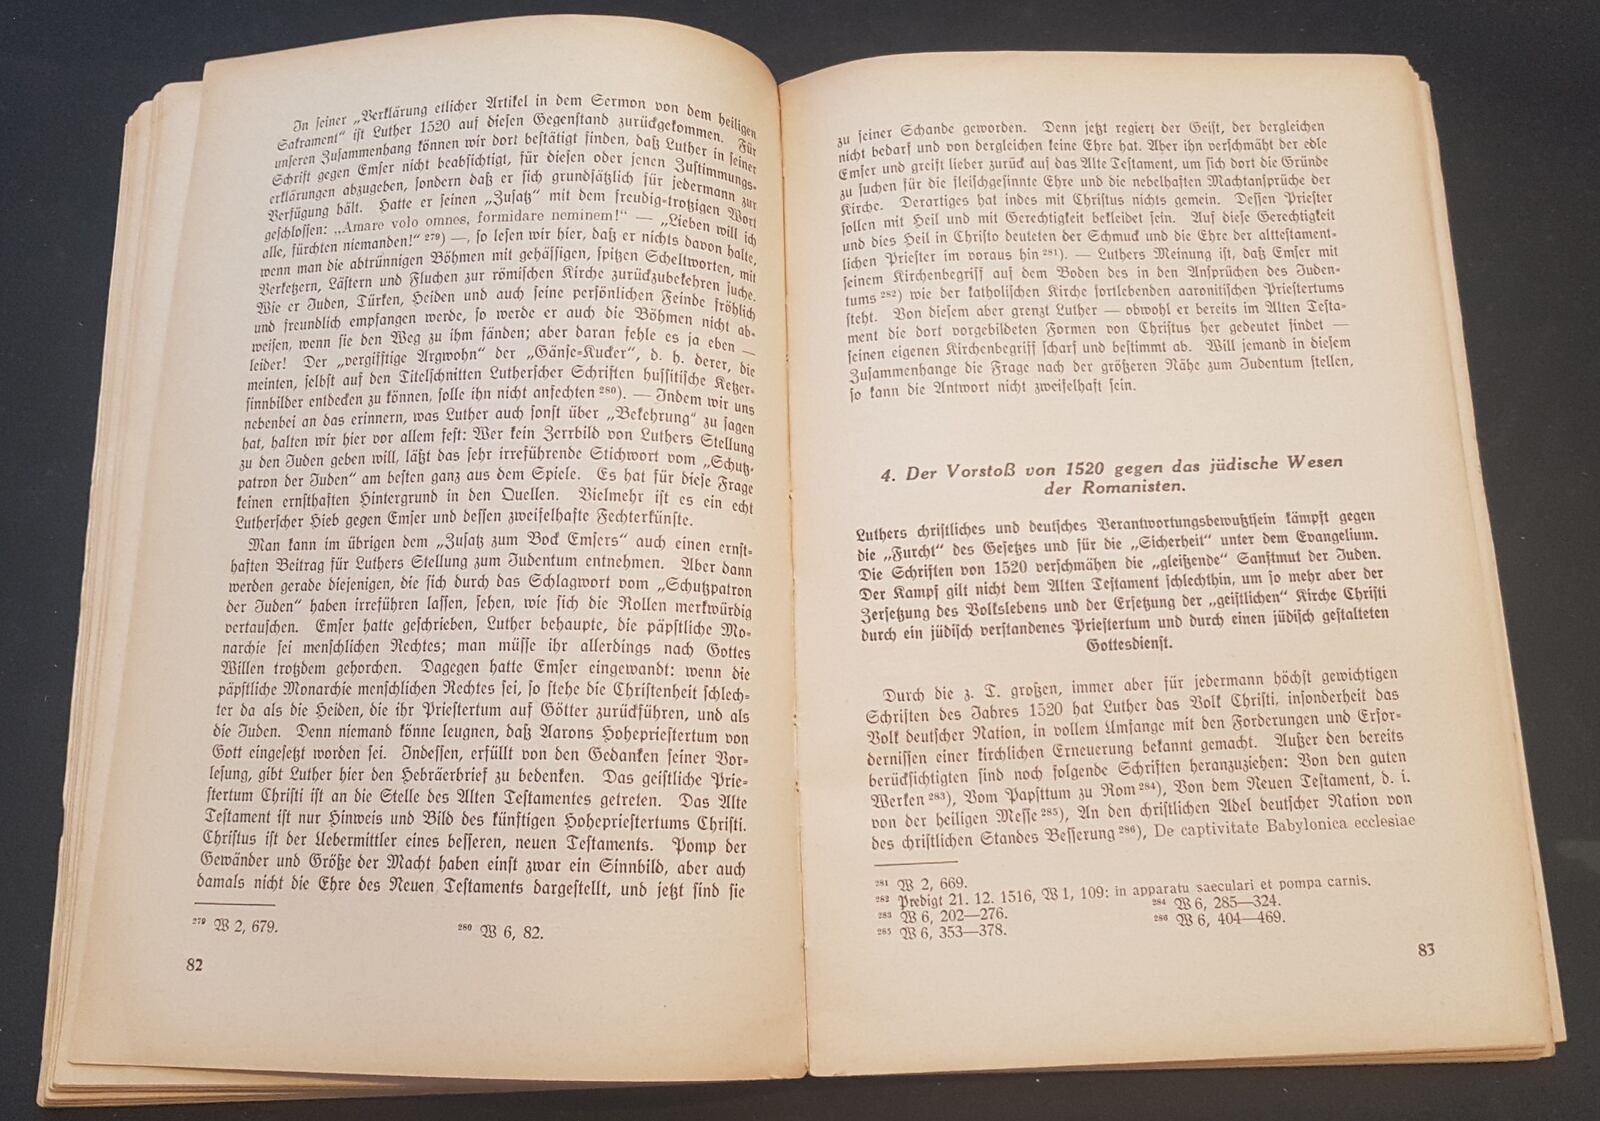 In seiner „Verklärung etlicher Artikel in dem Sermon von dem heiligen
Sakrament“ ist Luther 1520 auf diesen Gegenstand zurückgekommen. Für
unseren Zusammenhang können wir dort bestätigt finden, daß Luther in seiner
Schrift gegen Emser nicht beabsichtigt, für diesen oder jenen Zustimmungs-
erklärungen abzugeben, sondern daß er sich grundsätzlich für jedermann zur
Verfügung hält. Hatte er seinen „Zusatz“ mit dem freudig-trotzigen Wort
geschlossen: „Amare volo omnes, formidare neminem!“ — „Lieben will ich
alle, fürchten niemanden!“ 279) —, so lesen wir hier, daß er nichts davon halte,
wenn man die abtrünnigen Böhmen mit gehässigen, spitzen Scheltworten, mit
Verketzern, Lästern und Fluchen zur römischen Kirche zurückzubekehren suche.
Wie er Juden, Türken, Heiden und auch seine persönlichen Feinde fröhlich
und freundlich empfangen werde, so werde er auch die Böhmen nicht ab-
weisen, wenn sie den Weg zu ihm fänden; aber daran fehle es ja eben —
leider! Der „vergifftige Argwohn“ der „Gänse-Kucker“, d. h. derer, die
meinten, selbst auf den Titelschnitten Lutherscher Schriften hussitische Ketzer-
sinnbilder entdecken zu können, solle ihn nicht anfechten 280). — Indem wir uns
nebenbei an das erinnern, was Luther auch sonst über „Bekehrung“ zu sagen
hat, halten wir hier vor allem fest: Wer kein Zerrbild von Luthers Stellung
zu den Juden geben will, läßt das sehr irreführende Stichwort vom „Schutz-
patron der Juden“ am besten ganz aus dem Spiele. Es hat für diese Frage
keinen ernsthaften Hintergrund in den Quellen. Vielmehr ist es ein echt
Lutherscher Hieb gegen Emser und dessen zweifelhafte Fechterkünste.
Man kann im übrigen dem „Zusatz zum Bock Emsers“ auch einen ernst-
haften Beitrag für Luthers Stellung zum Judentum entnehmen. Aber dann
werden gerade diejenigen, die sich durch das Schlagwort vom „Schutzpatron
der Juden“ haben irreführen lassen, sehen, wie sich die Rollen merkwürdig
vertauschen. Emser hatte geschrieben, Luther behaupte, die päpstliche Mo-
narchie sei menschlichen Rechtes; man müsse ihr allerdings nach Gottes
Willen trotzdem gehorchen. Dagegen hatte Emser eingewandt: wenn die
päpstliche Monarchie menschlichen Rechtes sei, so stehe die Christenheit schlech-
ter da als die Heiden, die ihr Priestertum auf Götter zurückführen, und als
die Juden. Denn niemand könne leugnen, daß Aarons Hohepriestertum von
Gott eingesetzt worden sei. Indessen, erfüllt von den Gedanken seiner Vor-
lesung, gibt Luther hier den Hebräerbrief zu bedenken. Das geistliche Prie-
stertum Christi ist an die Stelle des Alten Testamentes getreten. Das Alte
Testament ist nur Hinweis und Bild des künftigen Hohepriestertums Christi.
Christus ist der Uebermittler eines besseren, neuen Testaments. Pomp der
Gewänder und Größe der Macht haben einst zwar ein Sinnbild, aber auch
damals nicht die Ehre des Neuen Testaments dargestellt, und jetzt sind sie
279 W 2, 679. 280 W 6, 82.
82
zu seiner Schande geworden. Denn jetzt regiert der Geist, der dergleichen
nicht bedarf und von dergleichen keine Ehre hat. Aber ihn verschmäht der edle
Emser und greift lieber zurück auf das Alte Testament, um sich dort die Gründe
zu suchen für die fleischgesinnte Ehre und die nebelhaften Machtansprüche der
Kirche. Derartiges hat indes mit Christus nichts gemein. Dessen Priester
sollen mit Heil und mit Gerechtigkeit bekleidet sein. Auf diese Gerechtigkeit
und dies Heil in Christo deuteten der Schmuck und die Ehre der alttestament-
lichen Priester im voraus hin 281). — Luthers Meinung ist, daß Emser mit
seinem Kirchenbegriff auf dem Boden des in den Ansprüchen des Juden-
tums 282) wie der katholischen Kirche fortlebenden aaronitischen Priestertums
steht. Von diesem aber grenzt Luther — obwohl er bereits im Alten Testa-
ment die dort vorgebildeten Formen von Christus her gedeutet findet —
seinen eigenen Kirchenbegriff scharf und bestimmt ab. Will jemand in diesem
Zusammenhange die Frage nach der größeren Nähe zum Judentum stellen,
so kann die Antwort nicht zweifelhaft sein.
4. Der Vorstoß von 1520 gegen das jüdische Wesen
der Romanisten.
Luthers christliches und deutsches Verantwortungsbewußtsein kämpft gegen
die „Furcht“ des Gesetzes und für die „Sicherheit“ unter dem Evangelium.
Die Schriften von 1520 verschmähen die „gleißende“ Sanftmut der Juden.
Der Kampf gilt nicht dem Alten Testament schlechthin, um so mehr aber der
Zersetzung des Volkslebens und der Ersetzung der „geistlichen“ Kirche Christi
durch ein jüdisch verstandenes Priestertum und durch einen jüdisch gestalteten
Gottesdienst.
Durch die z. T. großen, immer aber für jedermann höchst gewichtigen
Schriften des Jahres 1520 hat Luther das Volk Christi, insonderheit das
Volk deutscher Nation, in vollem Umfange mit den Forderungen und Erfor-
dernissen einer kirchlichen Erneuerung bekannt gemacht. Außer den bereits
berücksichtigten sind noch folgende Schriften heranzuziehen: Von den guten
Werken 283), Vom Papsttum zu Rom 284), Von dem Neuen Testament, d. i.
von der heiligen Messe 285), An den christlichen Adel deutscher Nation von
des christlichen Standes Besserung 286), De captivitate Babylonica ecclesiae
281 W 2, 669.
282 Predigt 21. 12. 1516, W 1, 109: in apparatu saeculari et pompa carnis.
283 W 6, 202—276. 284 W 6, 285—324.
285 W 6, 353—378. 286 W 6, 404—469.
83